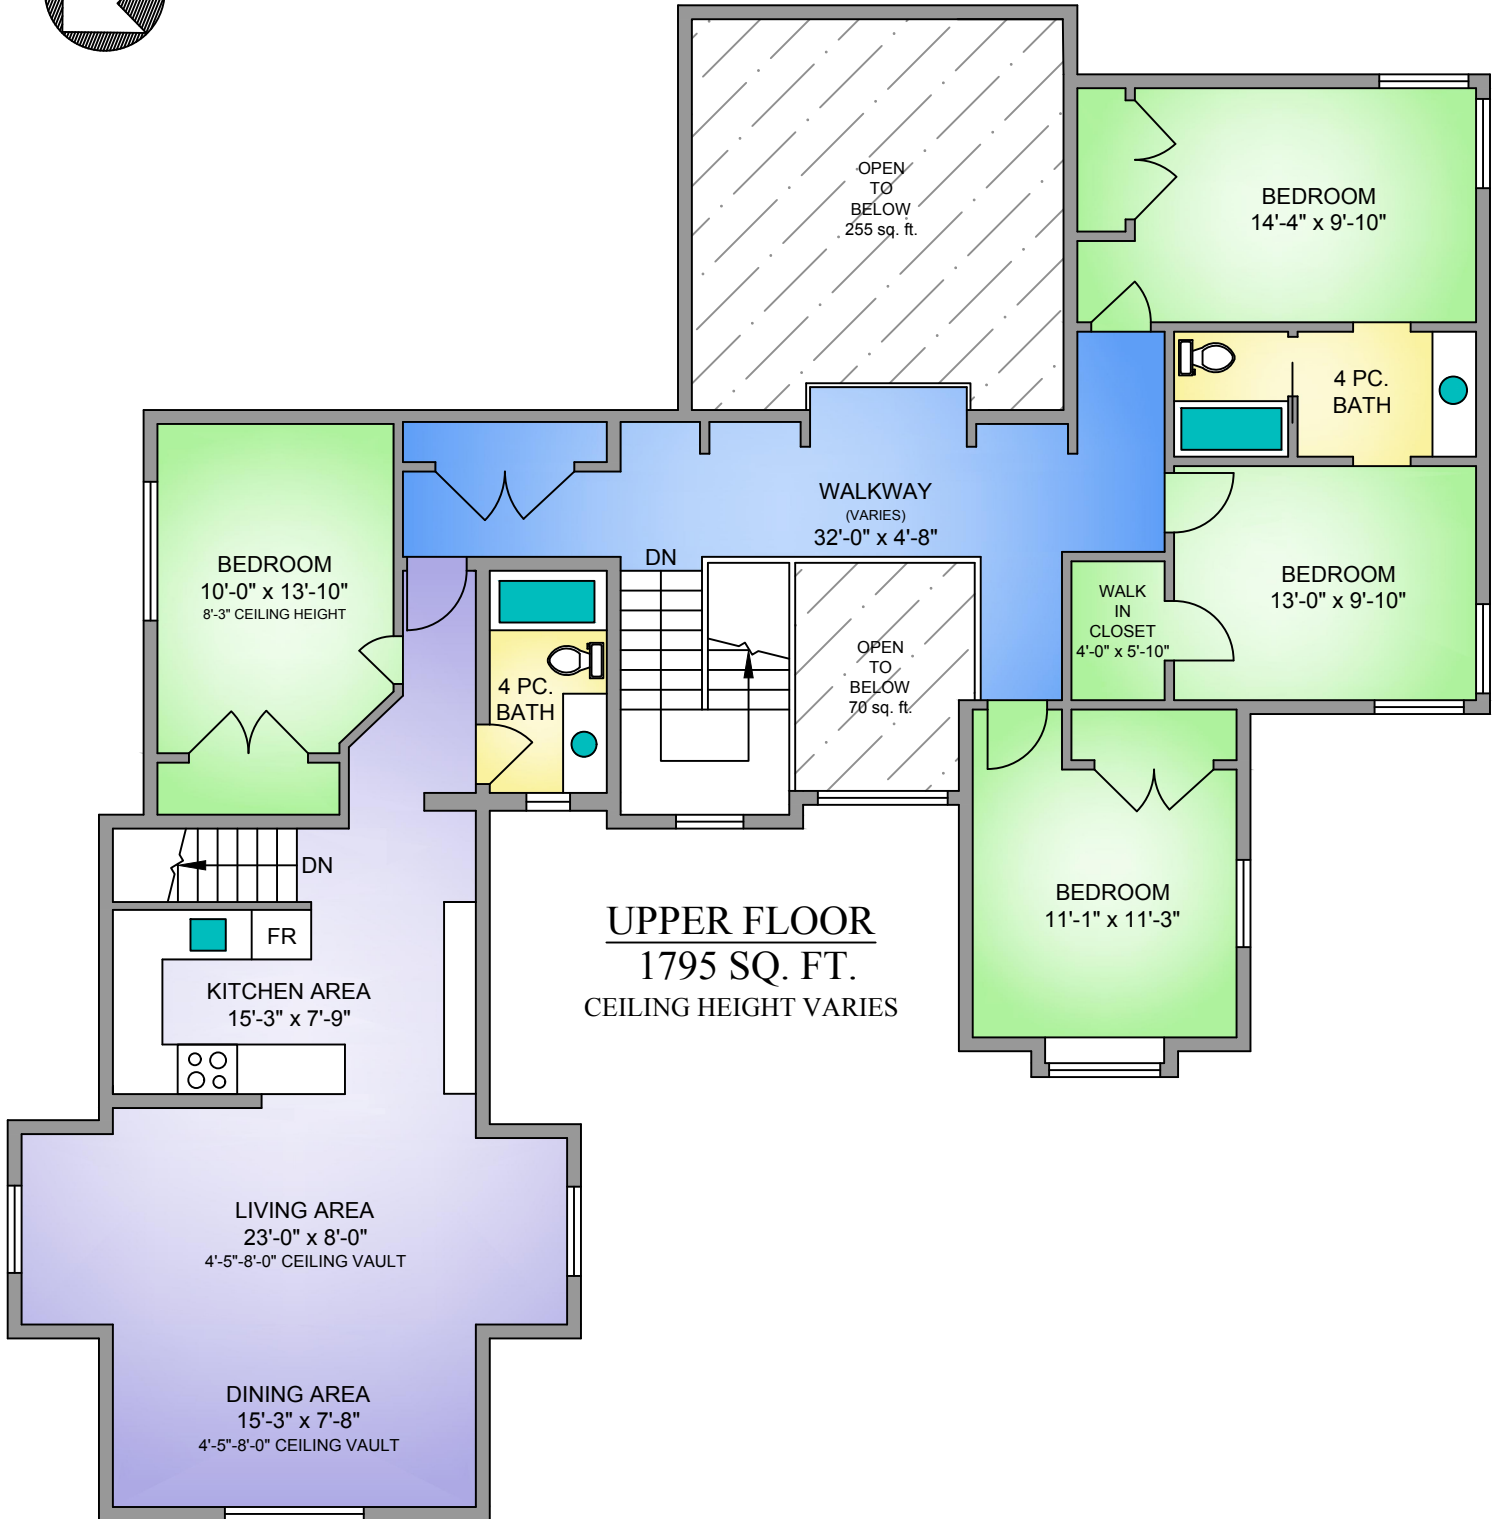 OPEN
TO
BELOW
255 sq. ft.
BEDROOM
14'-4" x 9'-10"
4 PC.
BATH
WALKWAY
(VARIES)
32'-0" x 4'-8"
DN
BEDROOM
10'-0" x 13'-10"
8'-3" CEILING HEIGHT
BEDROOM
13'-0" x 9'-10"
WALK
IN
CLOSET
4'-0" x 5'-10"
OPEN
TO
BELOW
70 sq. ft.
4 PC.
BATH
DN
BEDROOM
11'-1" x 11'-3"
UPPER FLOOR
1795 SQ. FT.
CEILING HEIGHT VARIES
FR
KITCHEN AREA
15'-3" x 7'-9"
LIVING AREA
23'-0" x 8'-0"
4'-5"-8'-0" CEILING VAULT
DINING AREA
15'-3" x 7'-8"
4'-5"-8'-0" CEILING VAULT